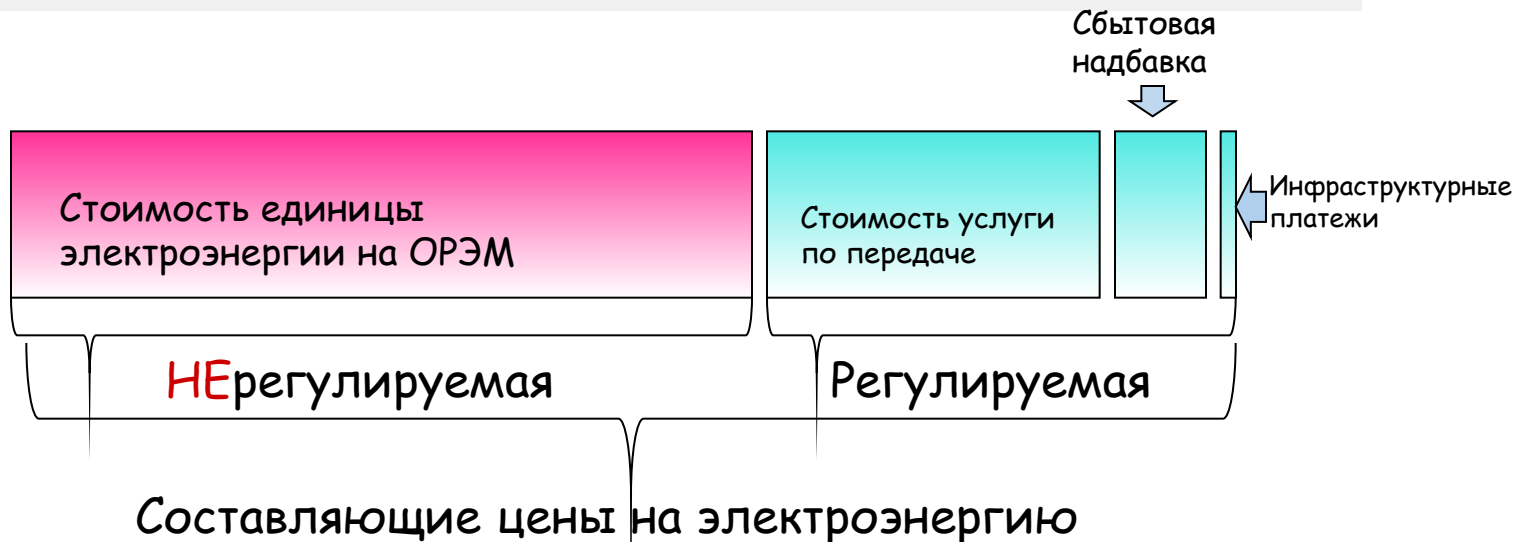 Сбытовая
надбавка
Стоимость единицы
электроэнергии на ОРЭМ
Стоимость услуги
по передаче
Инфраструктурные
платежи
НЕрегулируемая
Регулируемая
Составляющие цены на электроэнергию